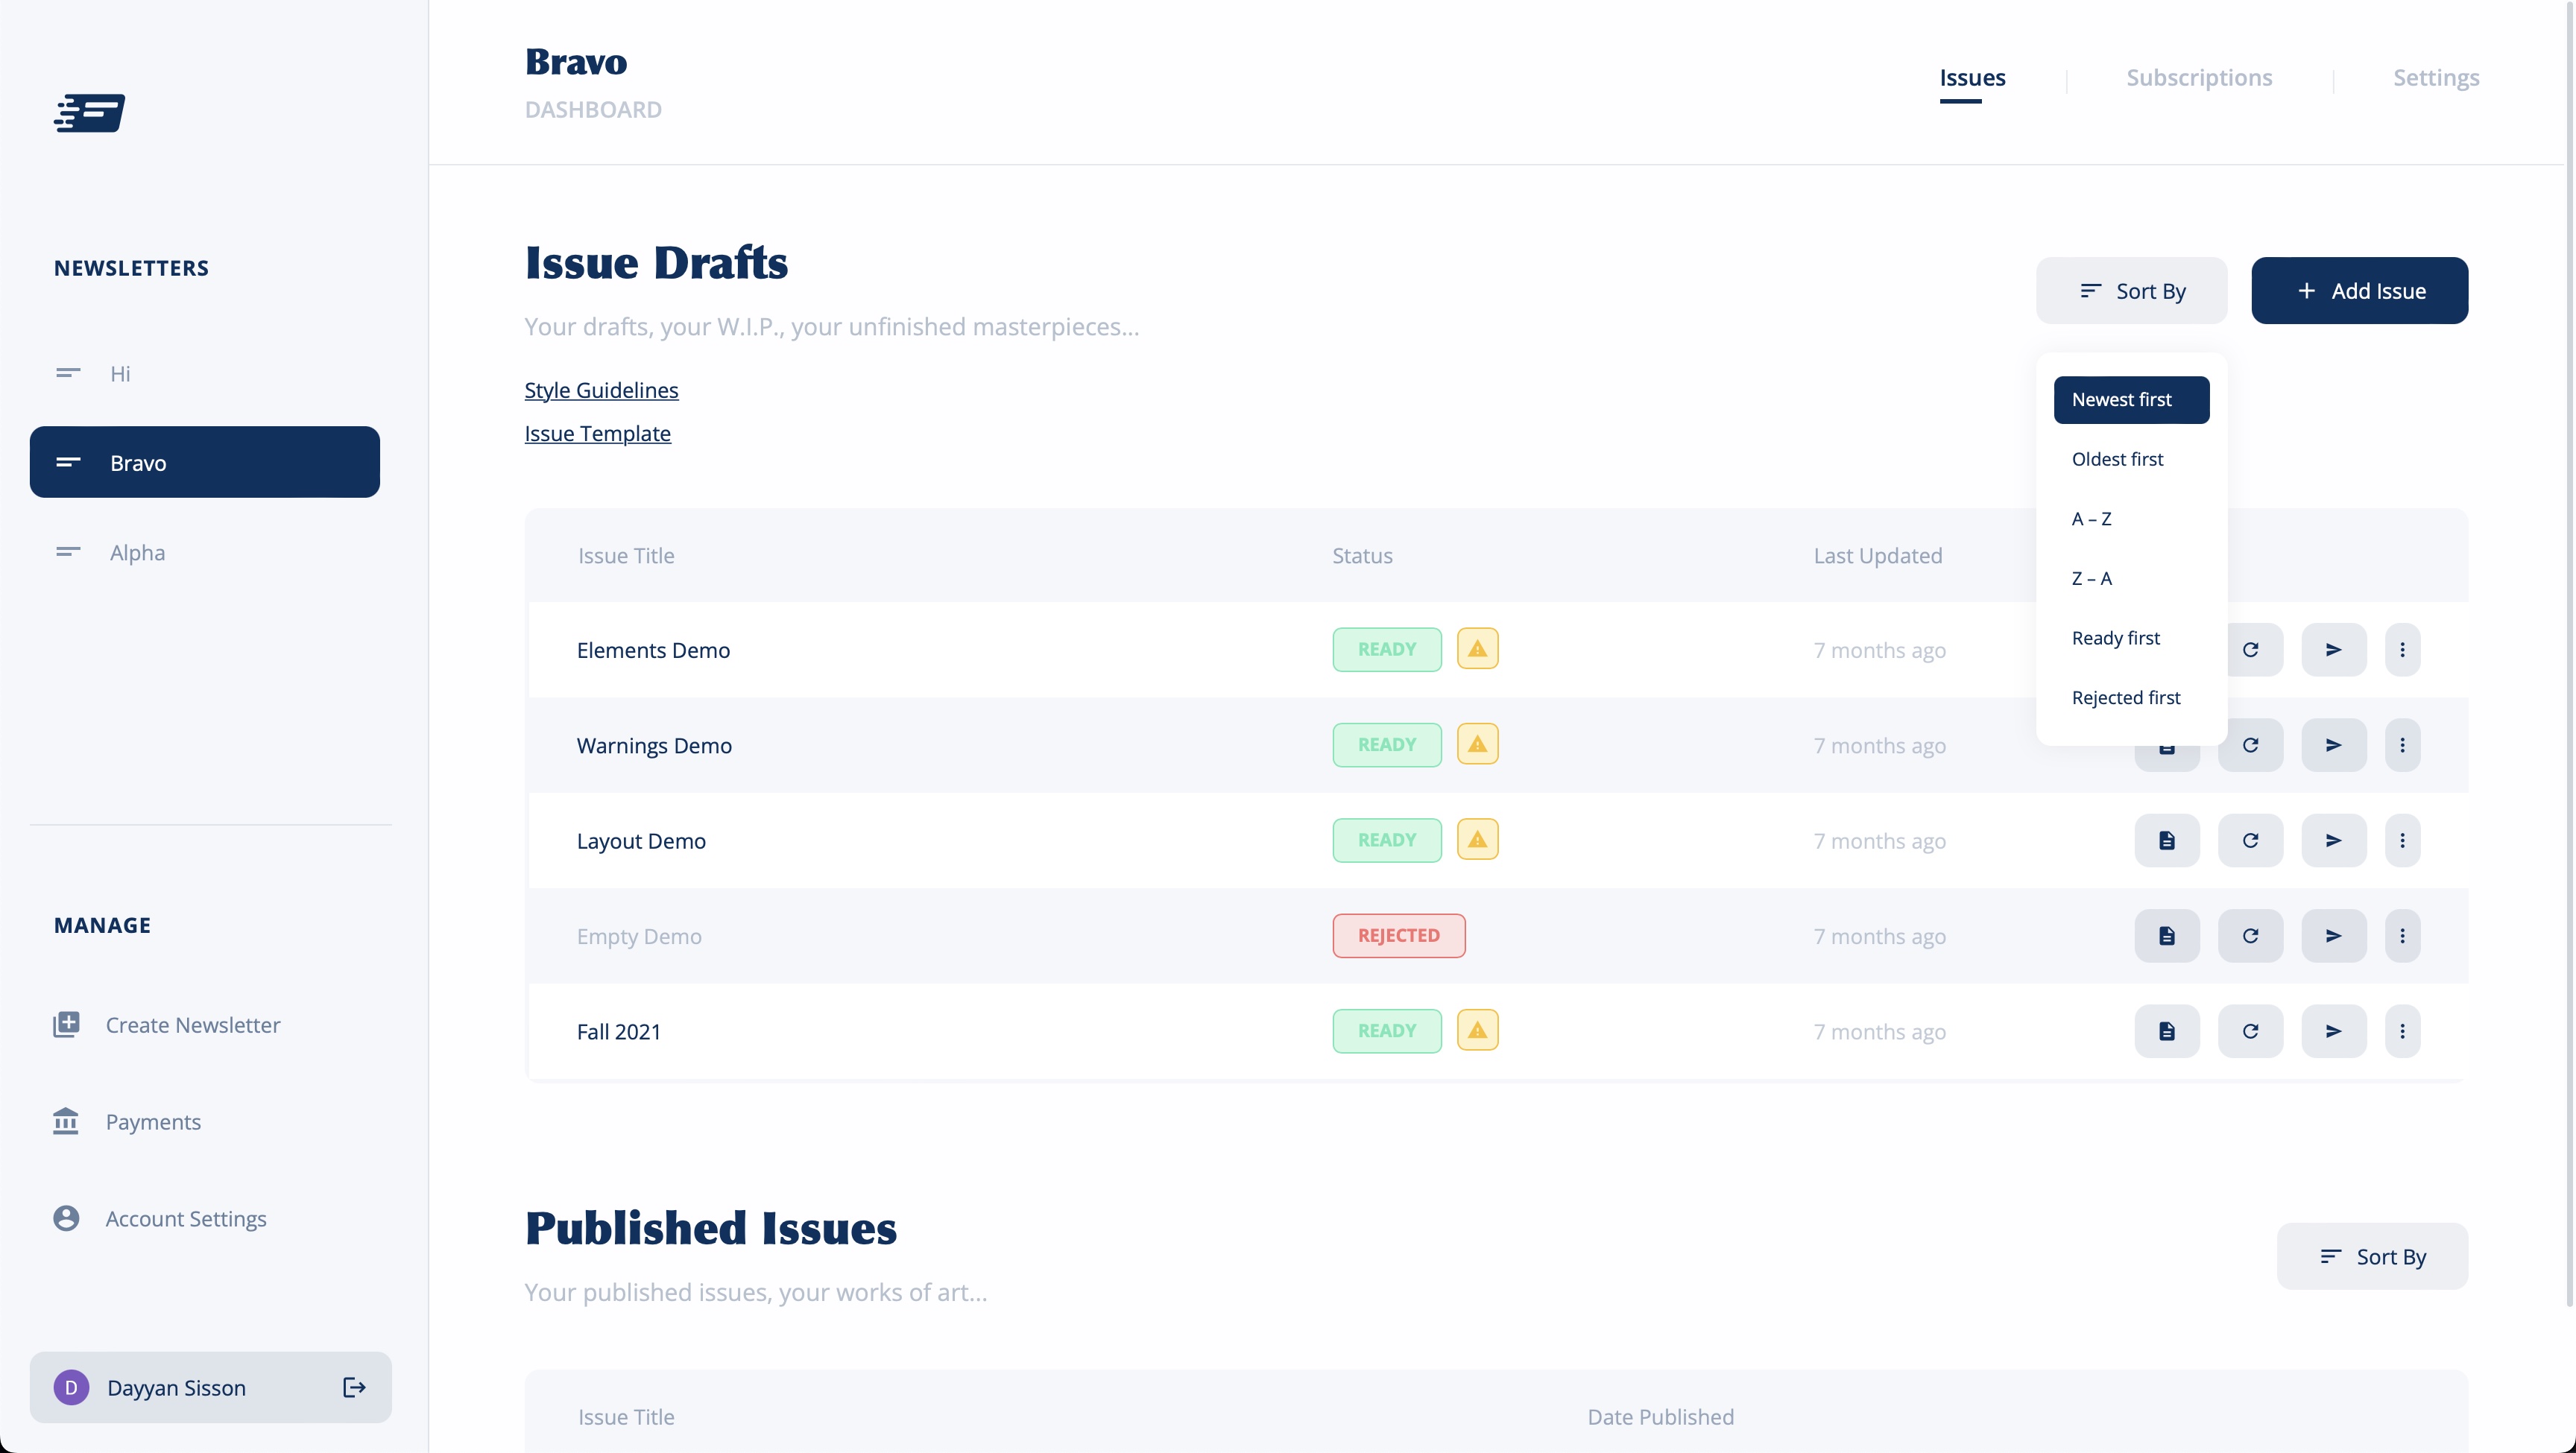 NEWSLETTERS
Hi
Bravo
Alpha
MANAGE
Create Newsletter
Payments
Account Settings
D Dayyan Sisson
Bravo
DASHBOARD
Issues
Subscriptions
Settings
Issue Drafts
Your drafts, your W.I.P., your unfinished masterpieces...
Style Guidelines
Issue Template
Sort By
+ Add Issue
Newest first
Oldest first
A – Z
Z – A
Ready first
Rejected first
Issue Title Status Last Updated
Elements Demo READY 7 months ago
Warnings Demo READY 7 months ago
Layout Demo READY 7 months ago
Empty Demo REJECTED 7 months ago
Fall 2021 READY 7 months ago
Published Issues
Your published issues, your works of art...
Sort By
Issue Title Date Published